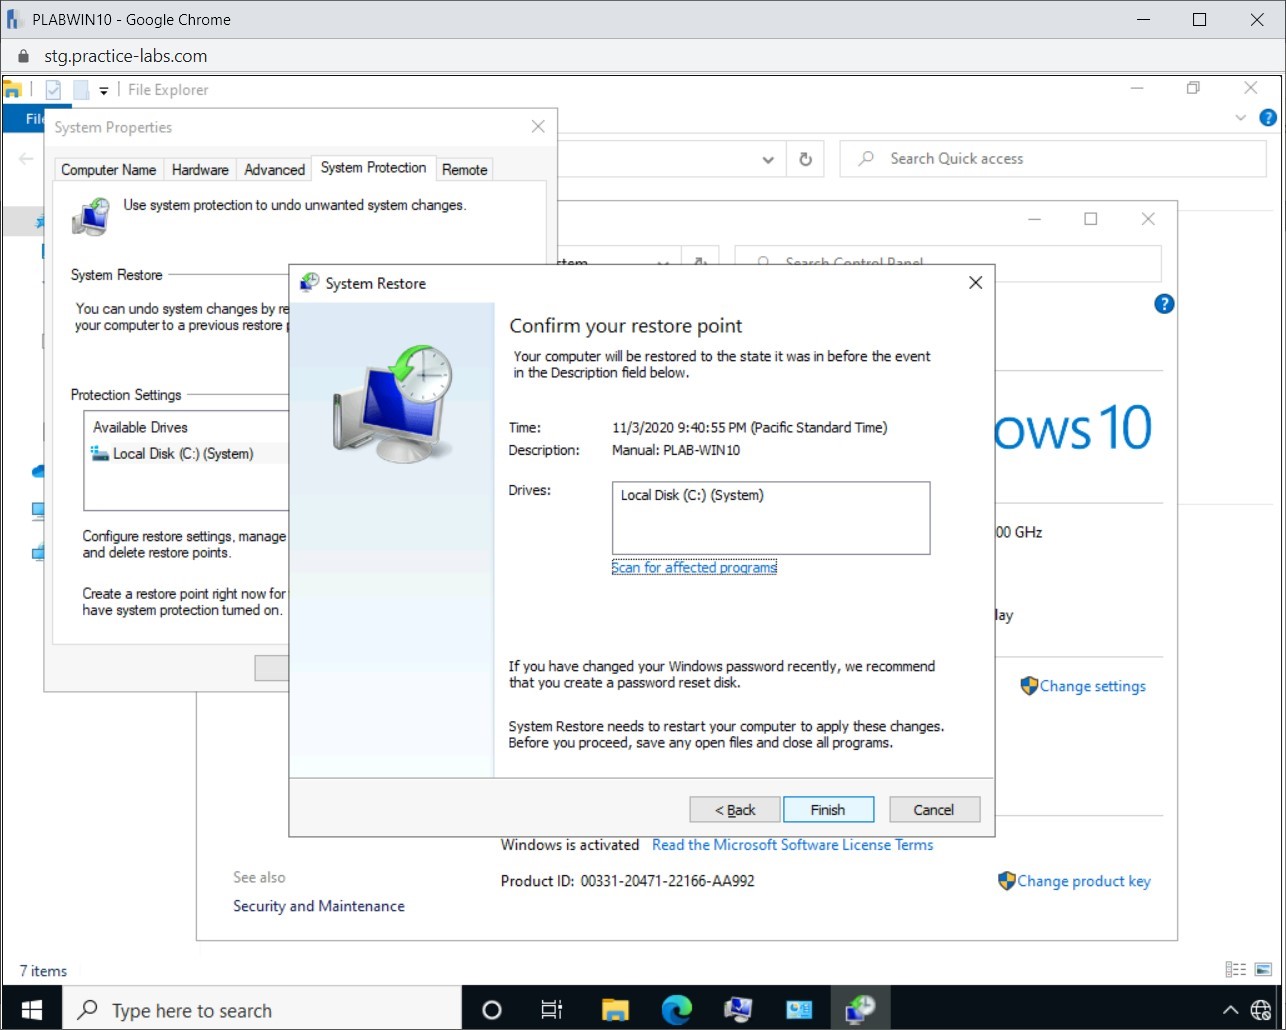 PLABWIN10 - Google Chrome
stg.practice-labs.com
File Explorer
File
System Properties
Computer Name
Hardware
Advanced
System Protection
Remote
Search Quick access
Use system protection to undo unwanted system changes.
System Restore
You can undo system changes by re
your computer to a previous restore
Search Control Panel
Protection Settings
Available Drives
Local Disk (C:) (System)
Configure restore settings, manage
and delete restore points.
Create a restore point right now for
have system protection turned on.
System Restore
Confirm your restore point
Your computer will be restored to the state it was in before the event
in the Description field below.
Time: 11/3/2020 9:40:55 PM (Pacific Standard Time)
Description: Manual: PLAB-WIN10
Drives: Local Disk (C:) (System)
Scan for affected programs
If you have changed your Windows password recently, we recommend
that you create a password reset disk.
System Restore needs to restart your computer to apply these changes.
Before you proceed, save any open files and close all programs.
< Back
Finish
Cancel
ows 10
00 GHz
lay
Change settings
Windows is activated Read the Microsoft Software License Terms
Product ID: 00331-20471-22166-AA992
Change product key
See also
Security and Maintenance
7 items
Type here to search